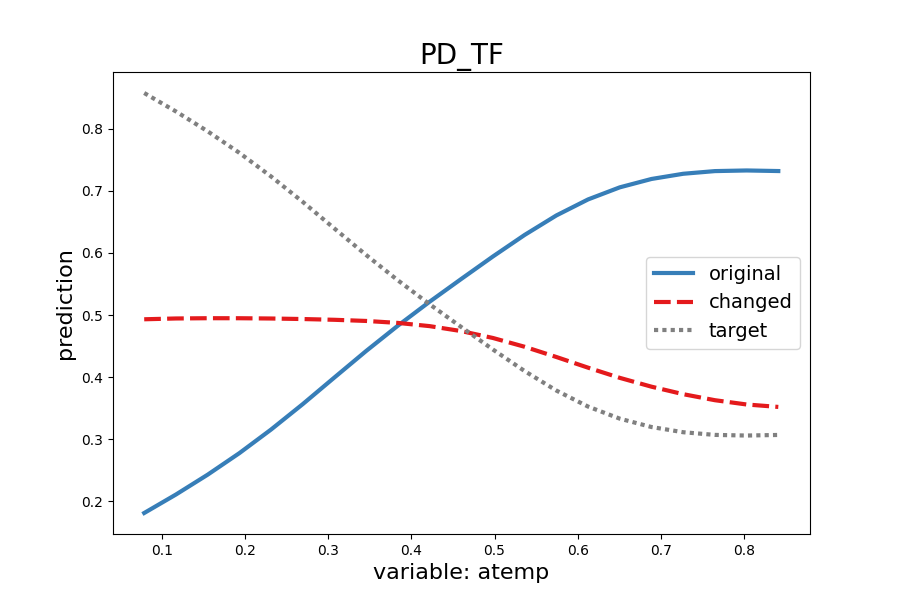 PD_TF
prediction
0.8
0.7
0.6
0.5
0.4
0.3
0.2
original
changed
target
0.1 0.2 0.3 0.4 0.5 0.6 0.7 0.8
variable: atemp